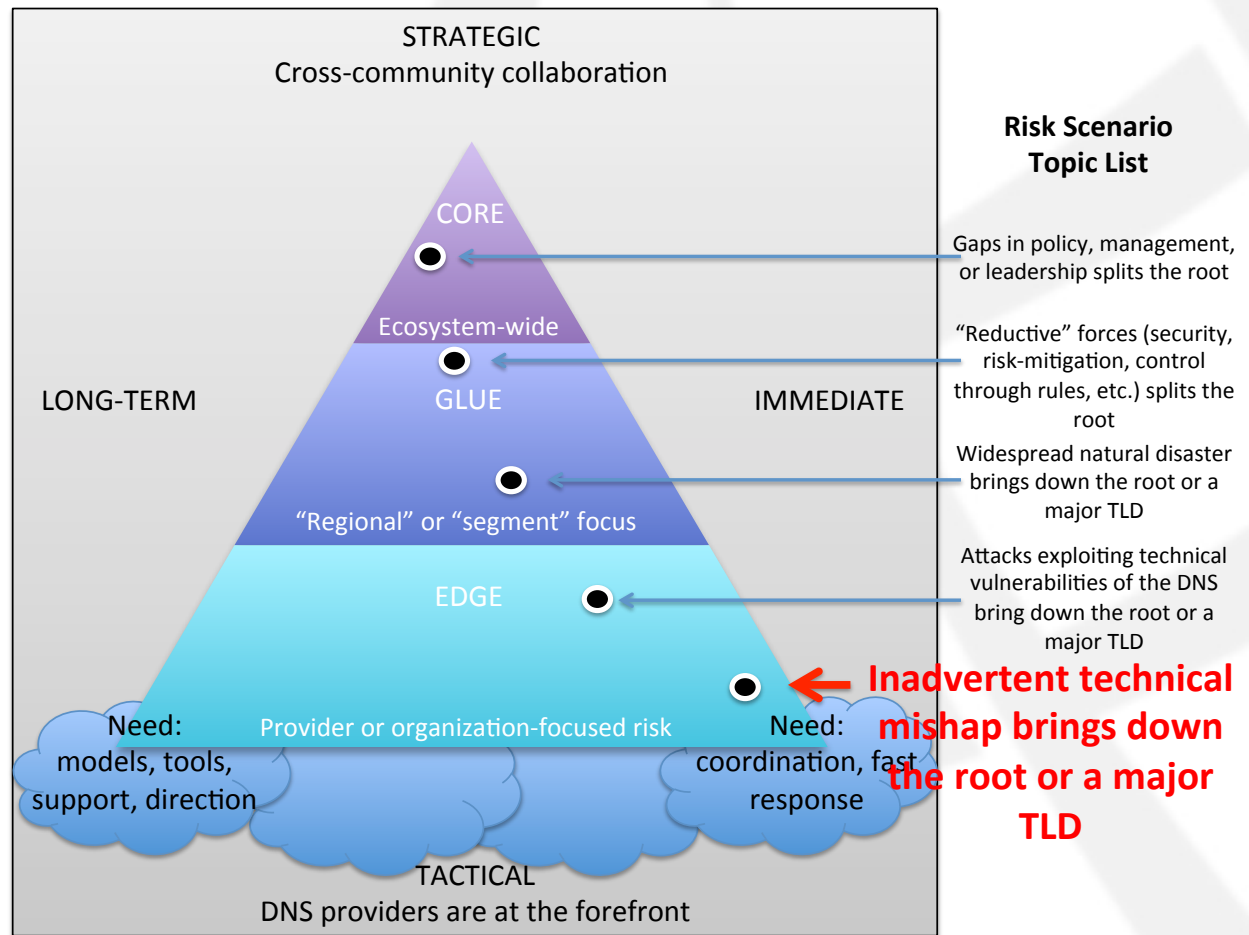 STRATEGIC
Cross-community collaboration
Risk Scenario
Topic List
CORE
Gaps in policy, management,
or leadership splits the root
Ecosystem-wide
“Reductive” forces (security,
risk-mitigation, control
through rules, etc.) splits the
root
LONG-TERM
GLUE
IMMEDIATE
Widespread natural disaster
brings down the root or a
major TLD
“Regional” or “segment” focus
Attacks exploiting technical
vulnerabilities of the DNS
bring down the root or a
major TLD
EDGE
Inadvertent technical
mishap brings down
the root or a major
TLD
Provider or organization-focused risk
Need:
models, tools,
support, direction
Need:
coordination, fast
response
TACTICAL
DNS providers are at the forefront